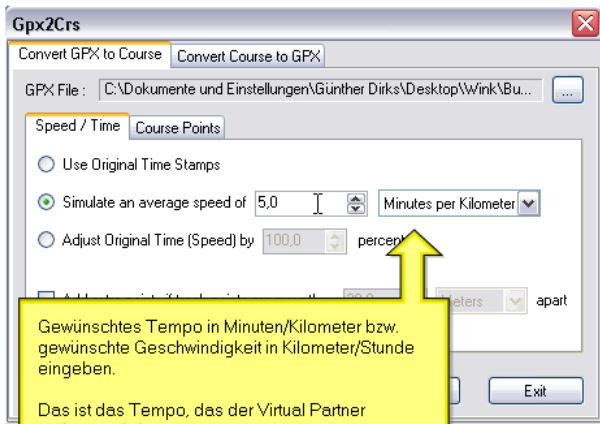 Gpx2Crs
Convert GPX to Course Convert Course to GPX
GPX File : C:\Dokumente und Einstellungen\Günther Dirks\Desktop\Wink\Bu... ...
Speed / Time Course Points
Use Original Time Stamps
Simulate an average speed of 5,0 Minutes per Kilometer
Adjust Original Time (Speed) by 100,0 percent
apart
Gewünschtes Tempo in Minuten/Kilometer bzw.
gewünschte Geschwindigkeit in Kilometer/Stunde
eingeben.
Exit
Das ist das Tempo, das der Virtual Partner